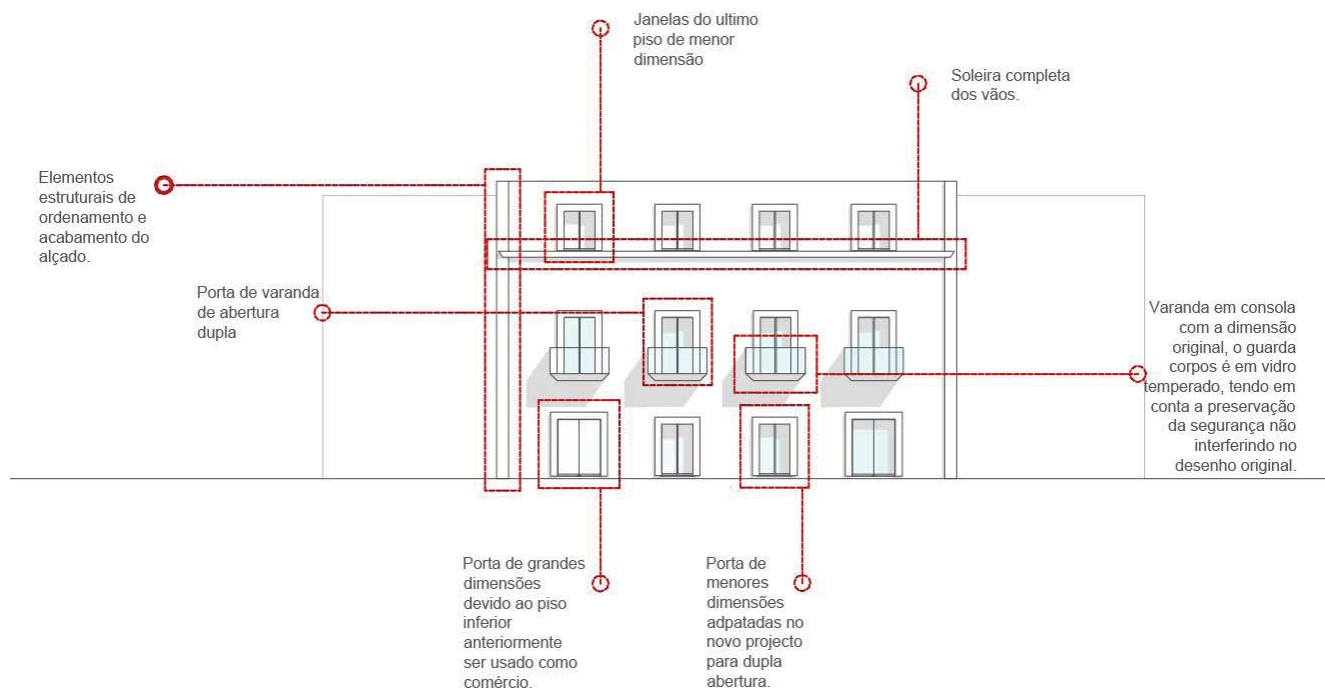 Janelas do ultimo
piso de menor
dimensão
Soleira completa
dos vãos.
Elementos
estruturais de
ordenamento e
acabamento do
alçado.
Porta de varanda
de abertura
dupla
Varanda em consola
com a dimensão
original, o guarda
corpos é em vidro
temperado, tendo em
conta a preservação
da segurança não
interferindo no
desenho original.
Porta de grandes
dimensões
devido ao piso
inferior
anteriormente
ser usado como
comércio.
Porta de
menores
dimensões
adpatadas no
novo projecto
para dupla
abertura.